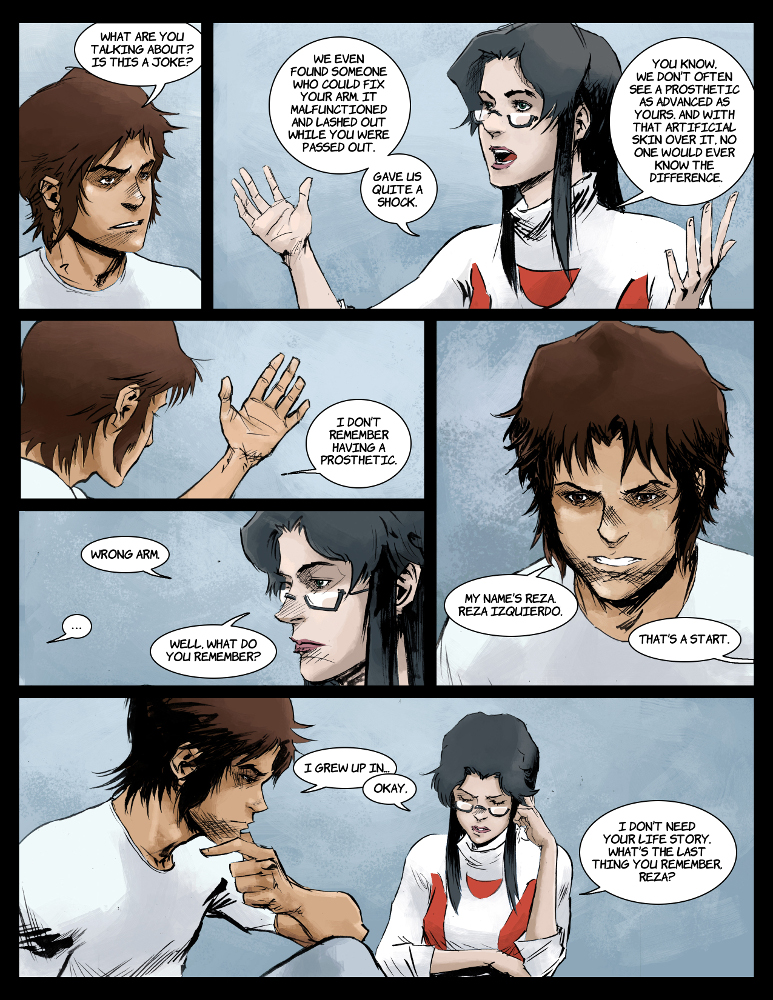 WHAT ARE YOU
TALKING ABOUT?
IS THIS A JOKE?
WE EVEN
FOUND SOMEONE
WHO COULD FIX
YOUR ARM. IT
MALFUNCTIONED
AND LASHED OUT
WHILE YOU WERE
PASSED OUT.
GAVE US
QUITE A
SHOCK.
YOU KNOW.
WE DON'T OFTEN
SEE A PROSTHETIC
AS ADVANCED AS
YOURS. AND WITH
THAT ARTIFICIAL
SKIN OVER IT, NO
ONE WOULD EVER
KNOW THE
DIFFERENCE.
I DON'T
REMEMBER
HAVING A
PROSTHETIC.
WRONG ARM.
...
WELL. WHAT DO
YOU REMEMBER?
MY NAME'S REZA.
REZA IZQUIERDO.
THAT'S A START.
I GREW UP IN...
OKAY.
I DON'T NEED
YOUR LIFE STORY.
WHAT'S THE LAST
THING YOU REMEMBER,
REZA?